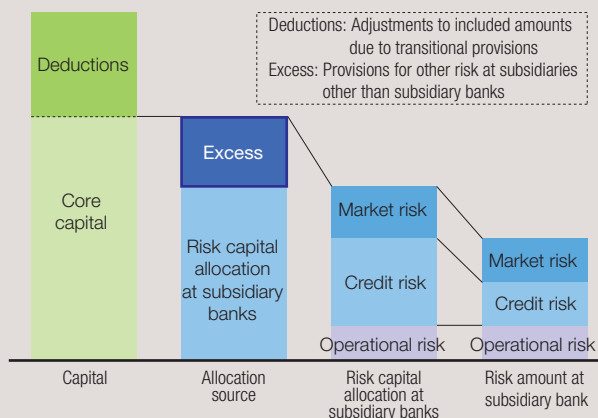 Deductions: Adjustments to included amounts
due to transitional provisions
Excess: Provisions for other risk at subsidiaries
other than subsidiary banks
Deductions
Core
capital
Excess
Risk capital
allocation
at subsidiary
banks
Market risk
Credit risk
Operational risk
Market risk
Credit risk
Operational risk
Capital
Allocation
source
Risk capital
allocation at
subsidiary banks
Risk amount at
subsidiary bank